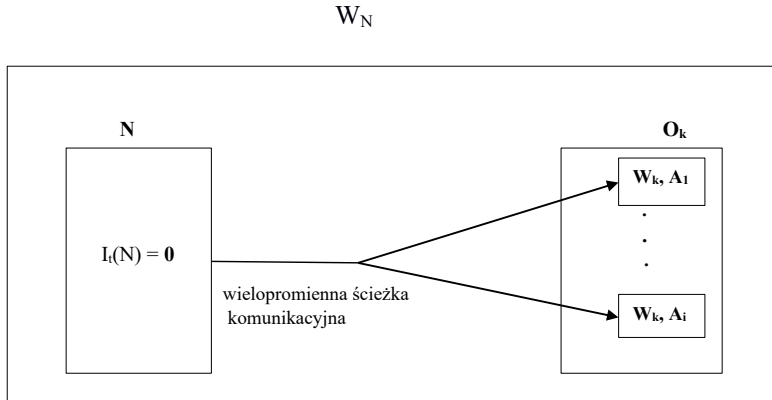 W_N
N
O_k
W_k, A_1
.
.
.
I_t(N) = 0
wielopromienna ścieżka
komunikacyjna
W_k, A_i